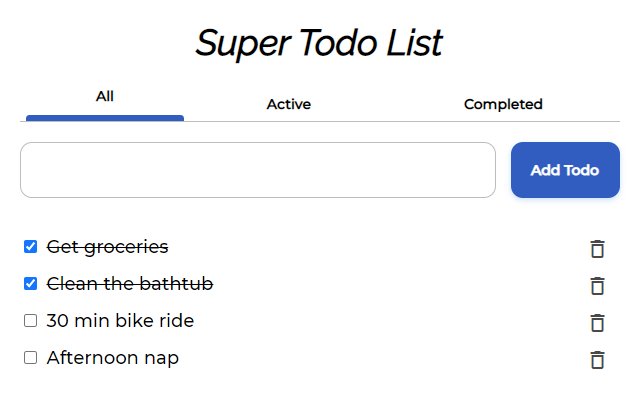 Super Todo List
All
Active
Completed
Add Todo
Get groceries
Clean the bathtub
30 min bike ride
Afternoon nap